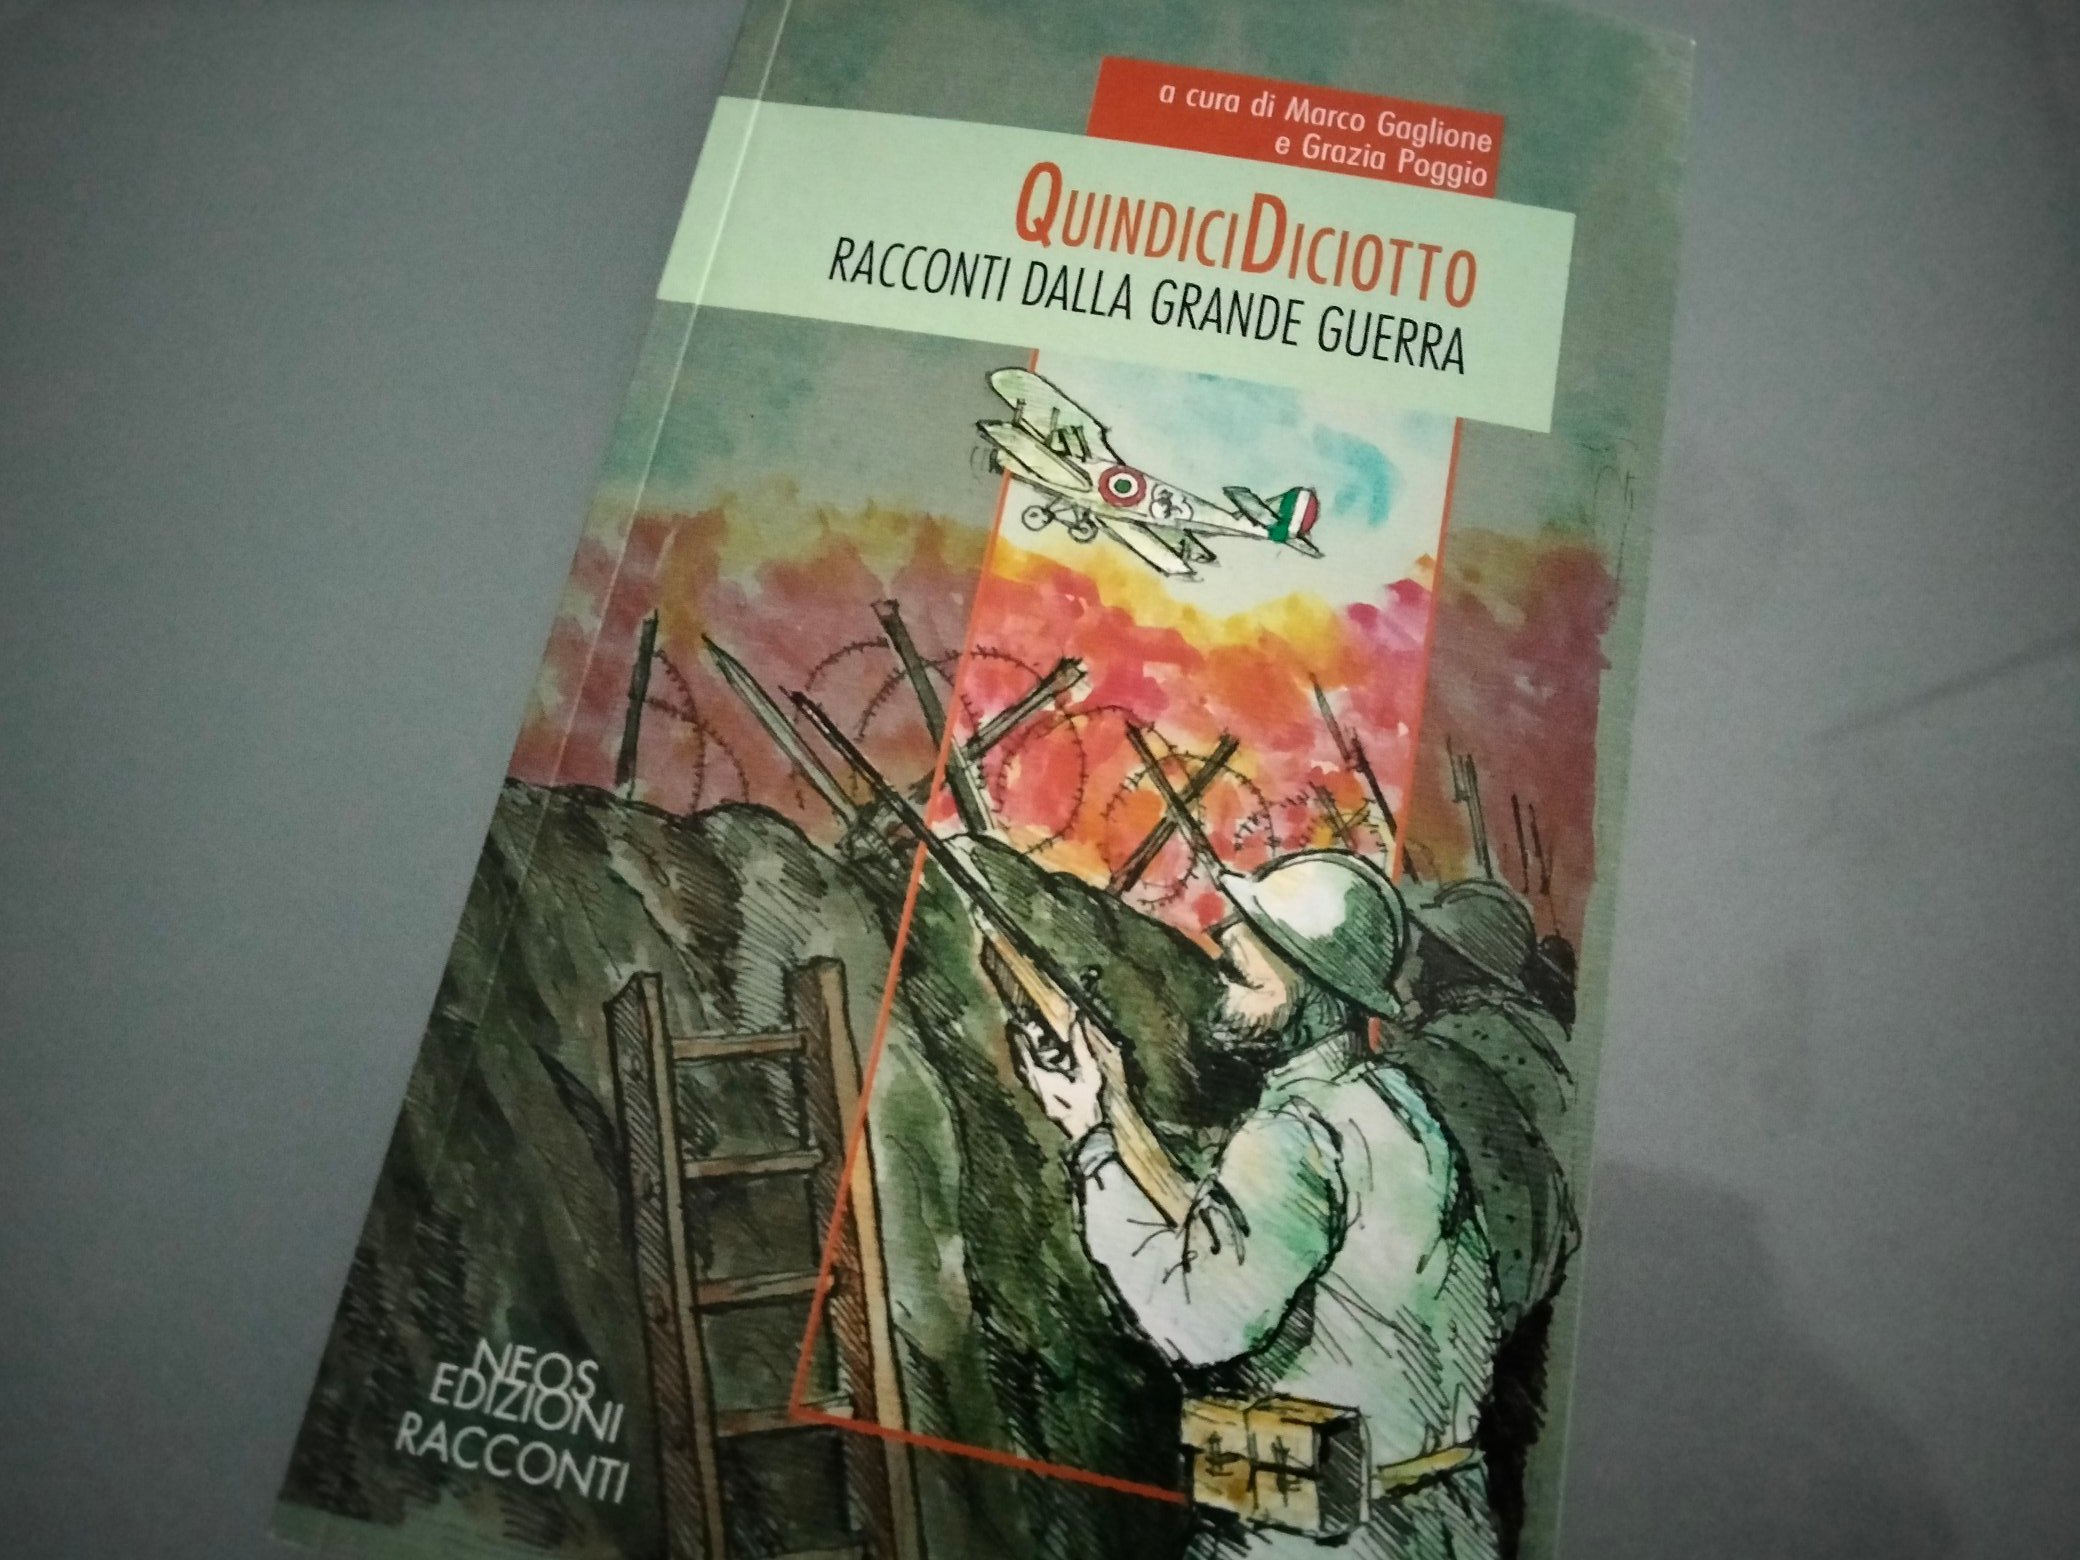 a cura di Marco Gaglione
e Grazia Poggio
QUINDICIDICIOTTO
RACCONTI DALLA GRANDE GUERRA
NEOS
EDIZIONI
RACCONTI